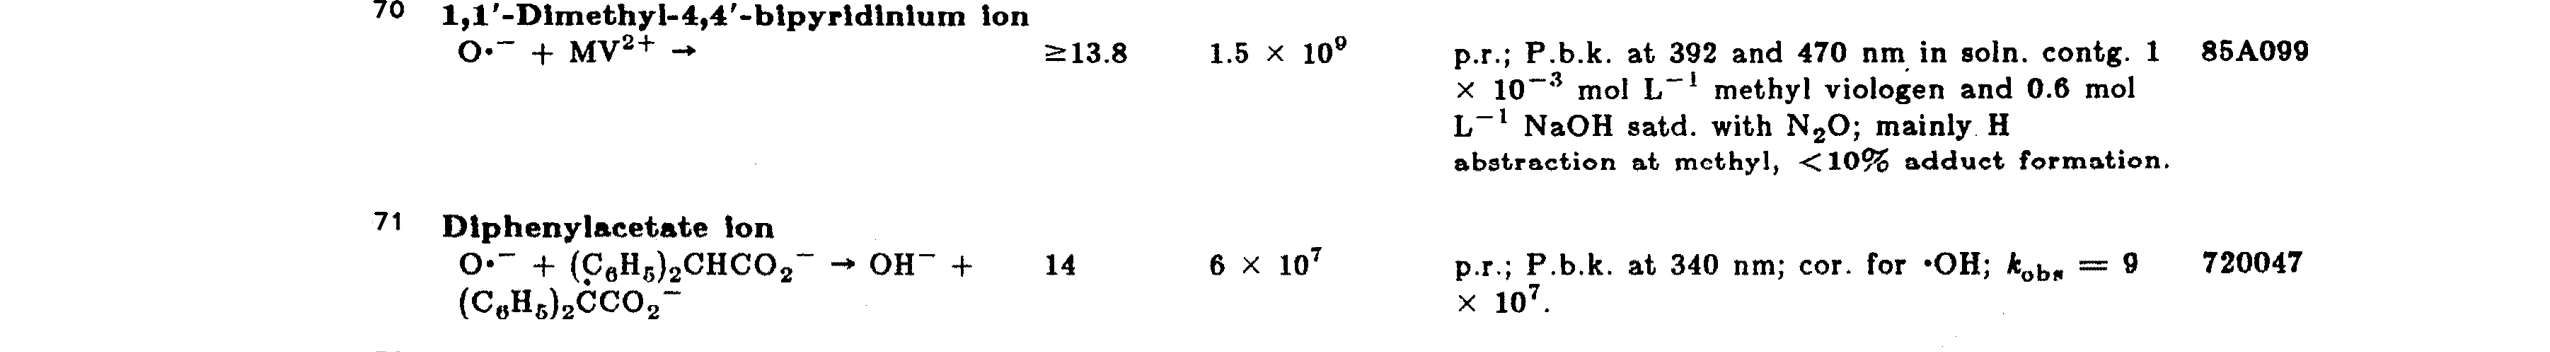 70 1,1′-Dimethyl-4,4′-bipyridinium ion
O•⁻ + MV²⁺ → ≥13.8 1.5 × 10⁹ p.r.; P.b.k. at 392 and 470 nm in soln. contg. 1 85A099
× 10⁻³ mol L⁻¹ methyl viologen and 0.6 mol
L⁻¹ NaOH satd. with N₂O; mainly H
abstraction at methyl, <10% adduct formation.
71 Diphenylacetate ion
O•⁻ + (C₆H₅)₂CHCO₂⁻ → OH⁻ + 14 6 × 10⁷ p.r.; P.b.k. at 340 nm; cor. for •OH; k_obs = 9 720047
(C₆H₅)₂ĊCO₂⁻ × 10⁷.